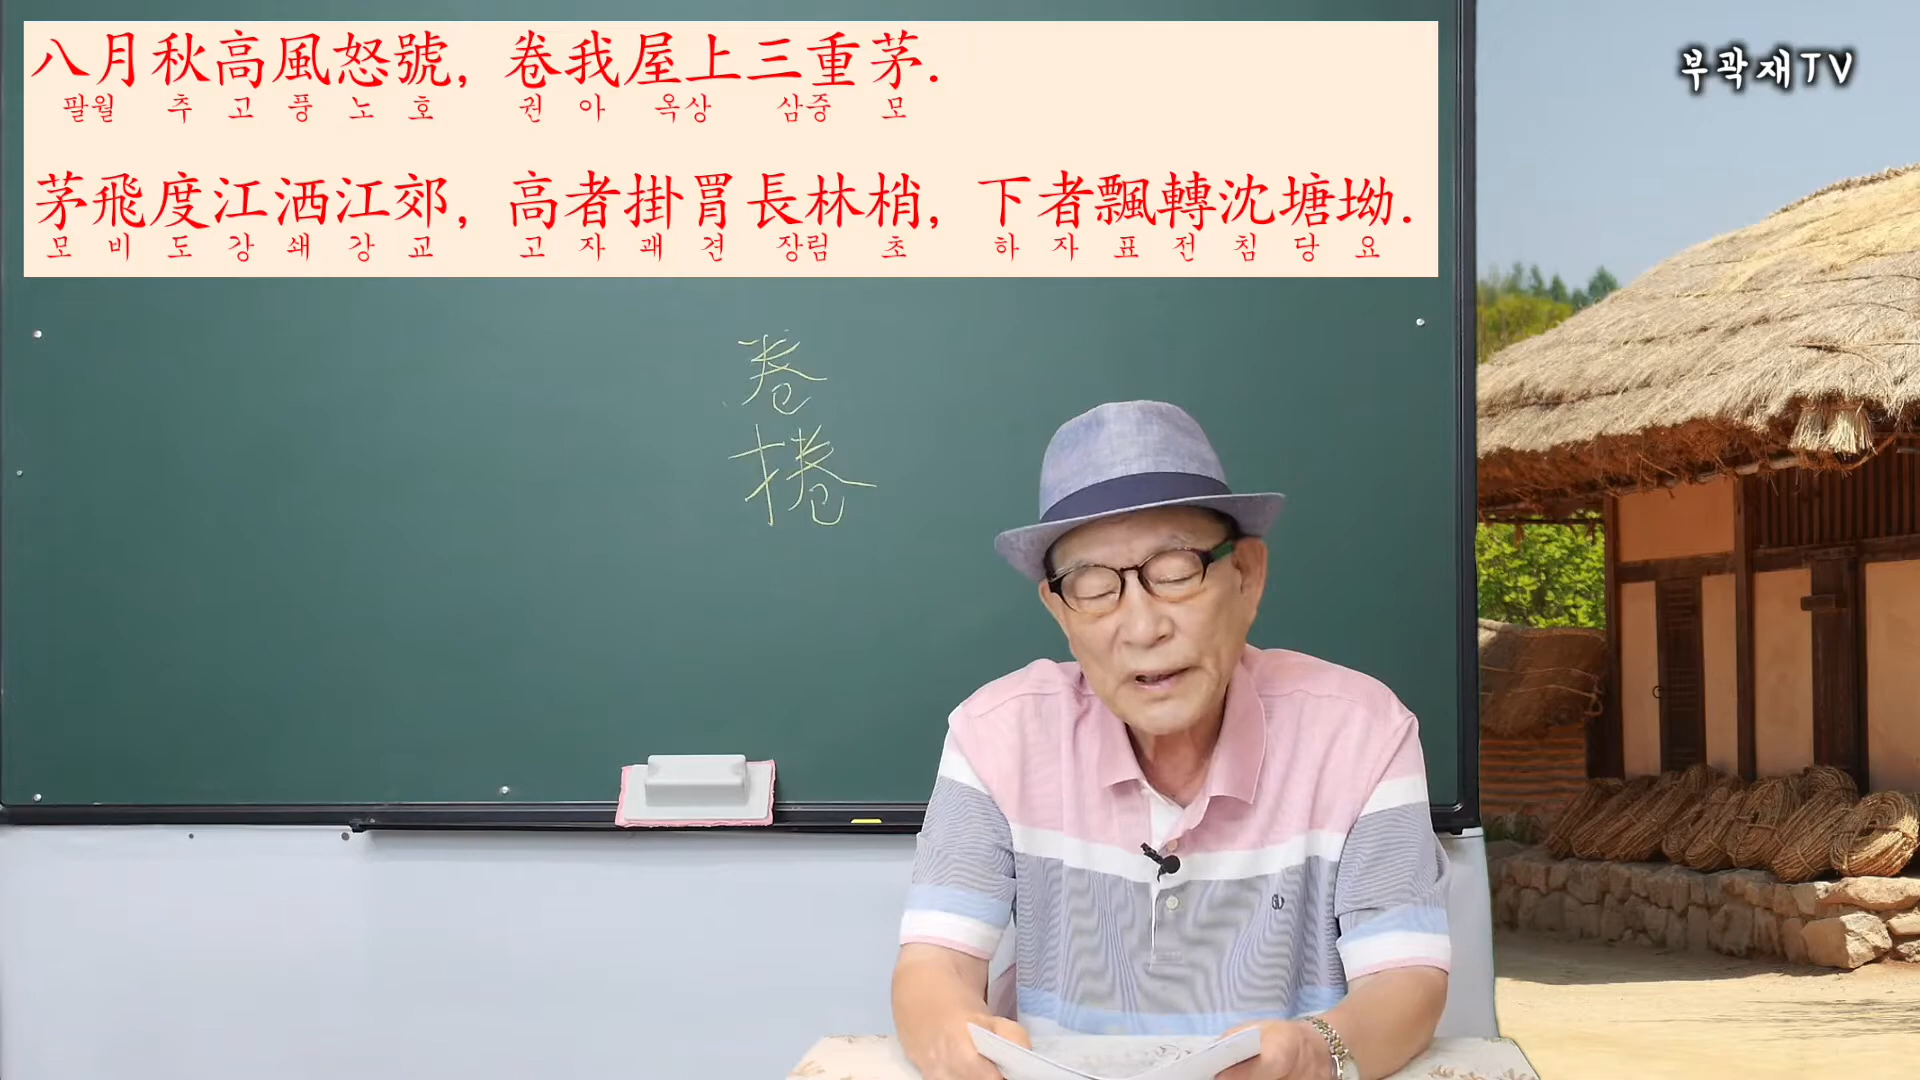 八月秋高風怒號, 卷我屋上三重茅.
팔월 추 고 풍 노 호 권 아 옥상 삼중 모
茅飛度江洒江郊, 高者掛罥長林梢, 下者飄轉沈塘坳.
모 비 도 강 쇄 강 교 고 자 괘 견 장림 초 하 자 표 전 침 당 요
부곽재TV
卷
捲